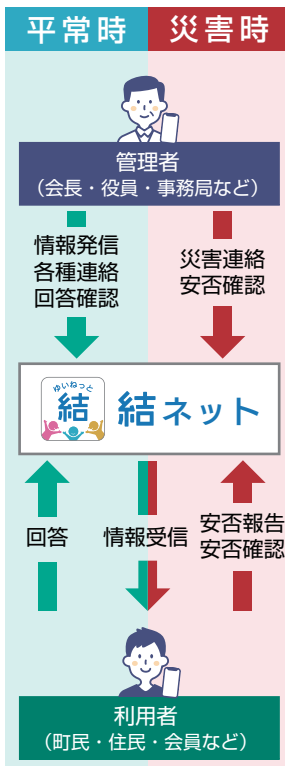 平常時 災害時
管理者
（会長・役員・事務局など）
情報発信
各種連絡
回答確認
災害連絡
安否確認
ゆいねっと
結
結ネット
回答
情報受信
安否報告
安否確認
利用者
（町民・住民・会員など）